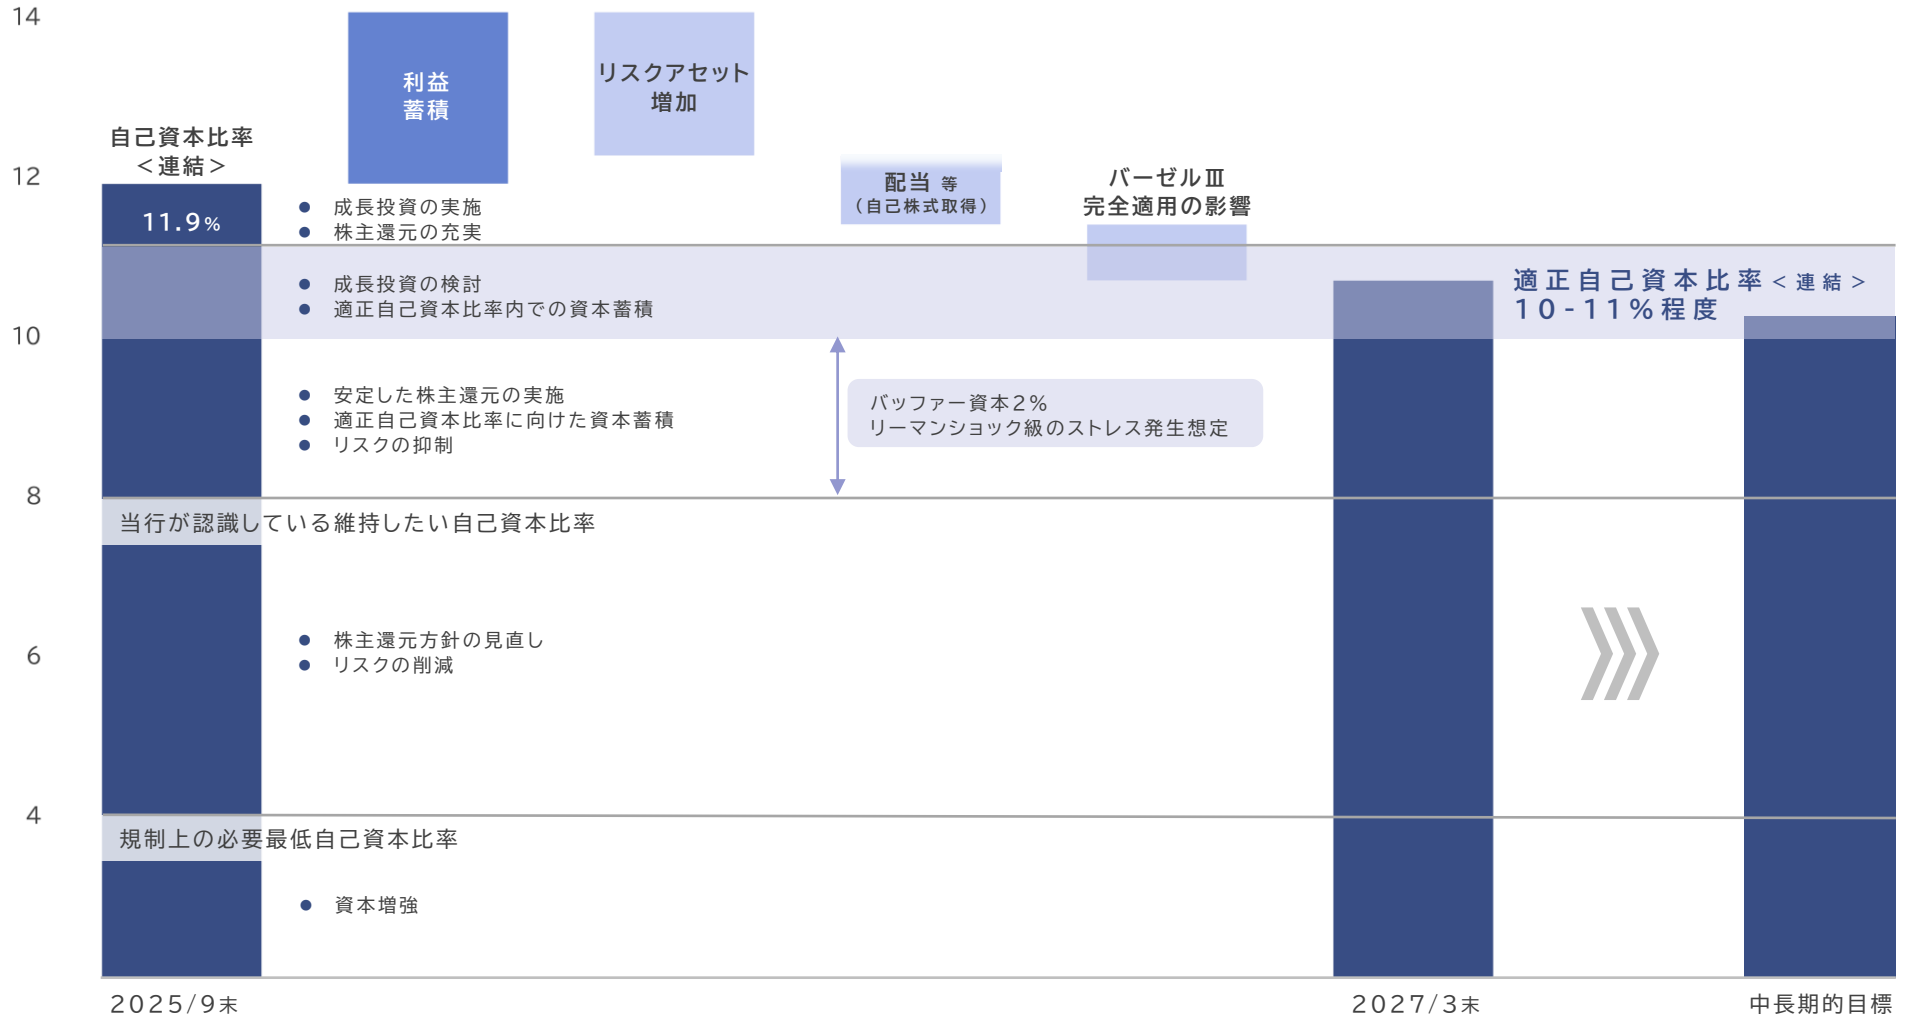 14
利益
蓄積
リスクアセット
増加
自己資本比率
＜連結＞
12
11.9%
配当 等
（自己株式取得）
バーゼルⅢ
完全適用の影響
● 成長投資の実施
● 株主還元の充実
● 成長投資の検討
● 適正自己資本比率内での資本蓄積
適正自己資本比率＜連結＞
10-11%程度
10
● 安定した株主還元の実施
● 適正自己資本比率に向けた資本蓄積
● リスクの抑制
バッファー資本2%
リーマンショック級のストレス発生想定
8
当行が認識している維持したい自己資本比率
● 株主還元方針の見直し
● リスクの削減
6
4
規制上の必要最低自己資本比率
● 資本増強
2025/9末
2027/3末
中長期的目標